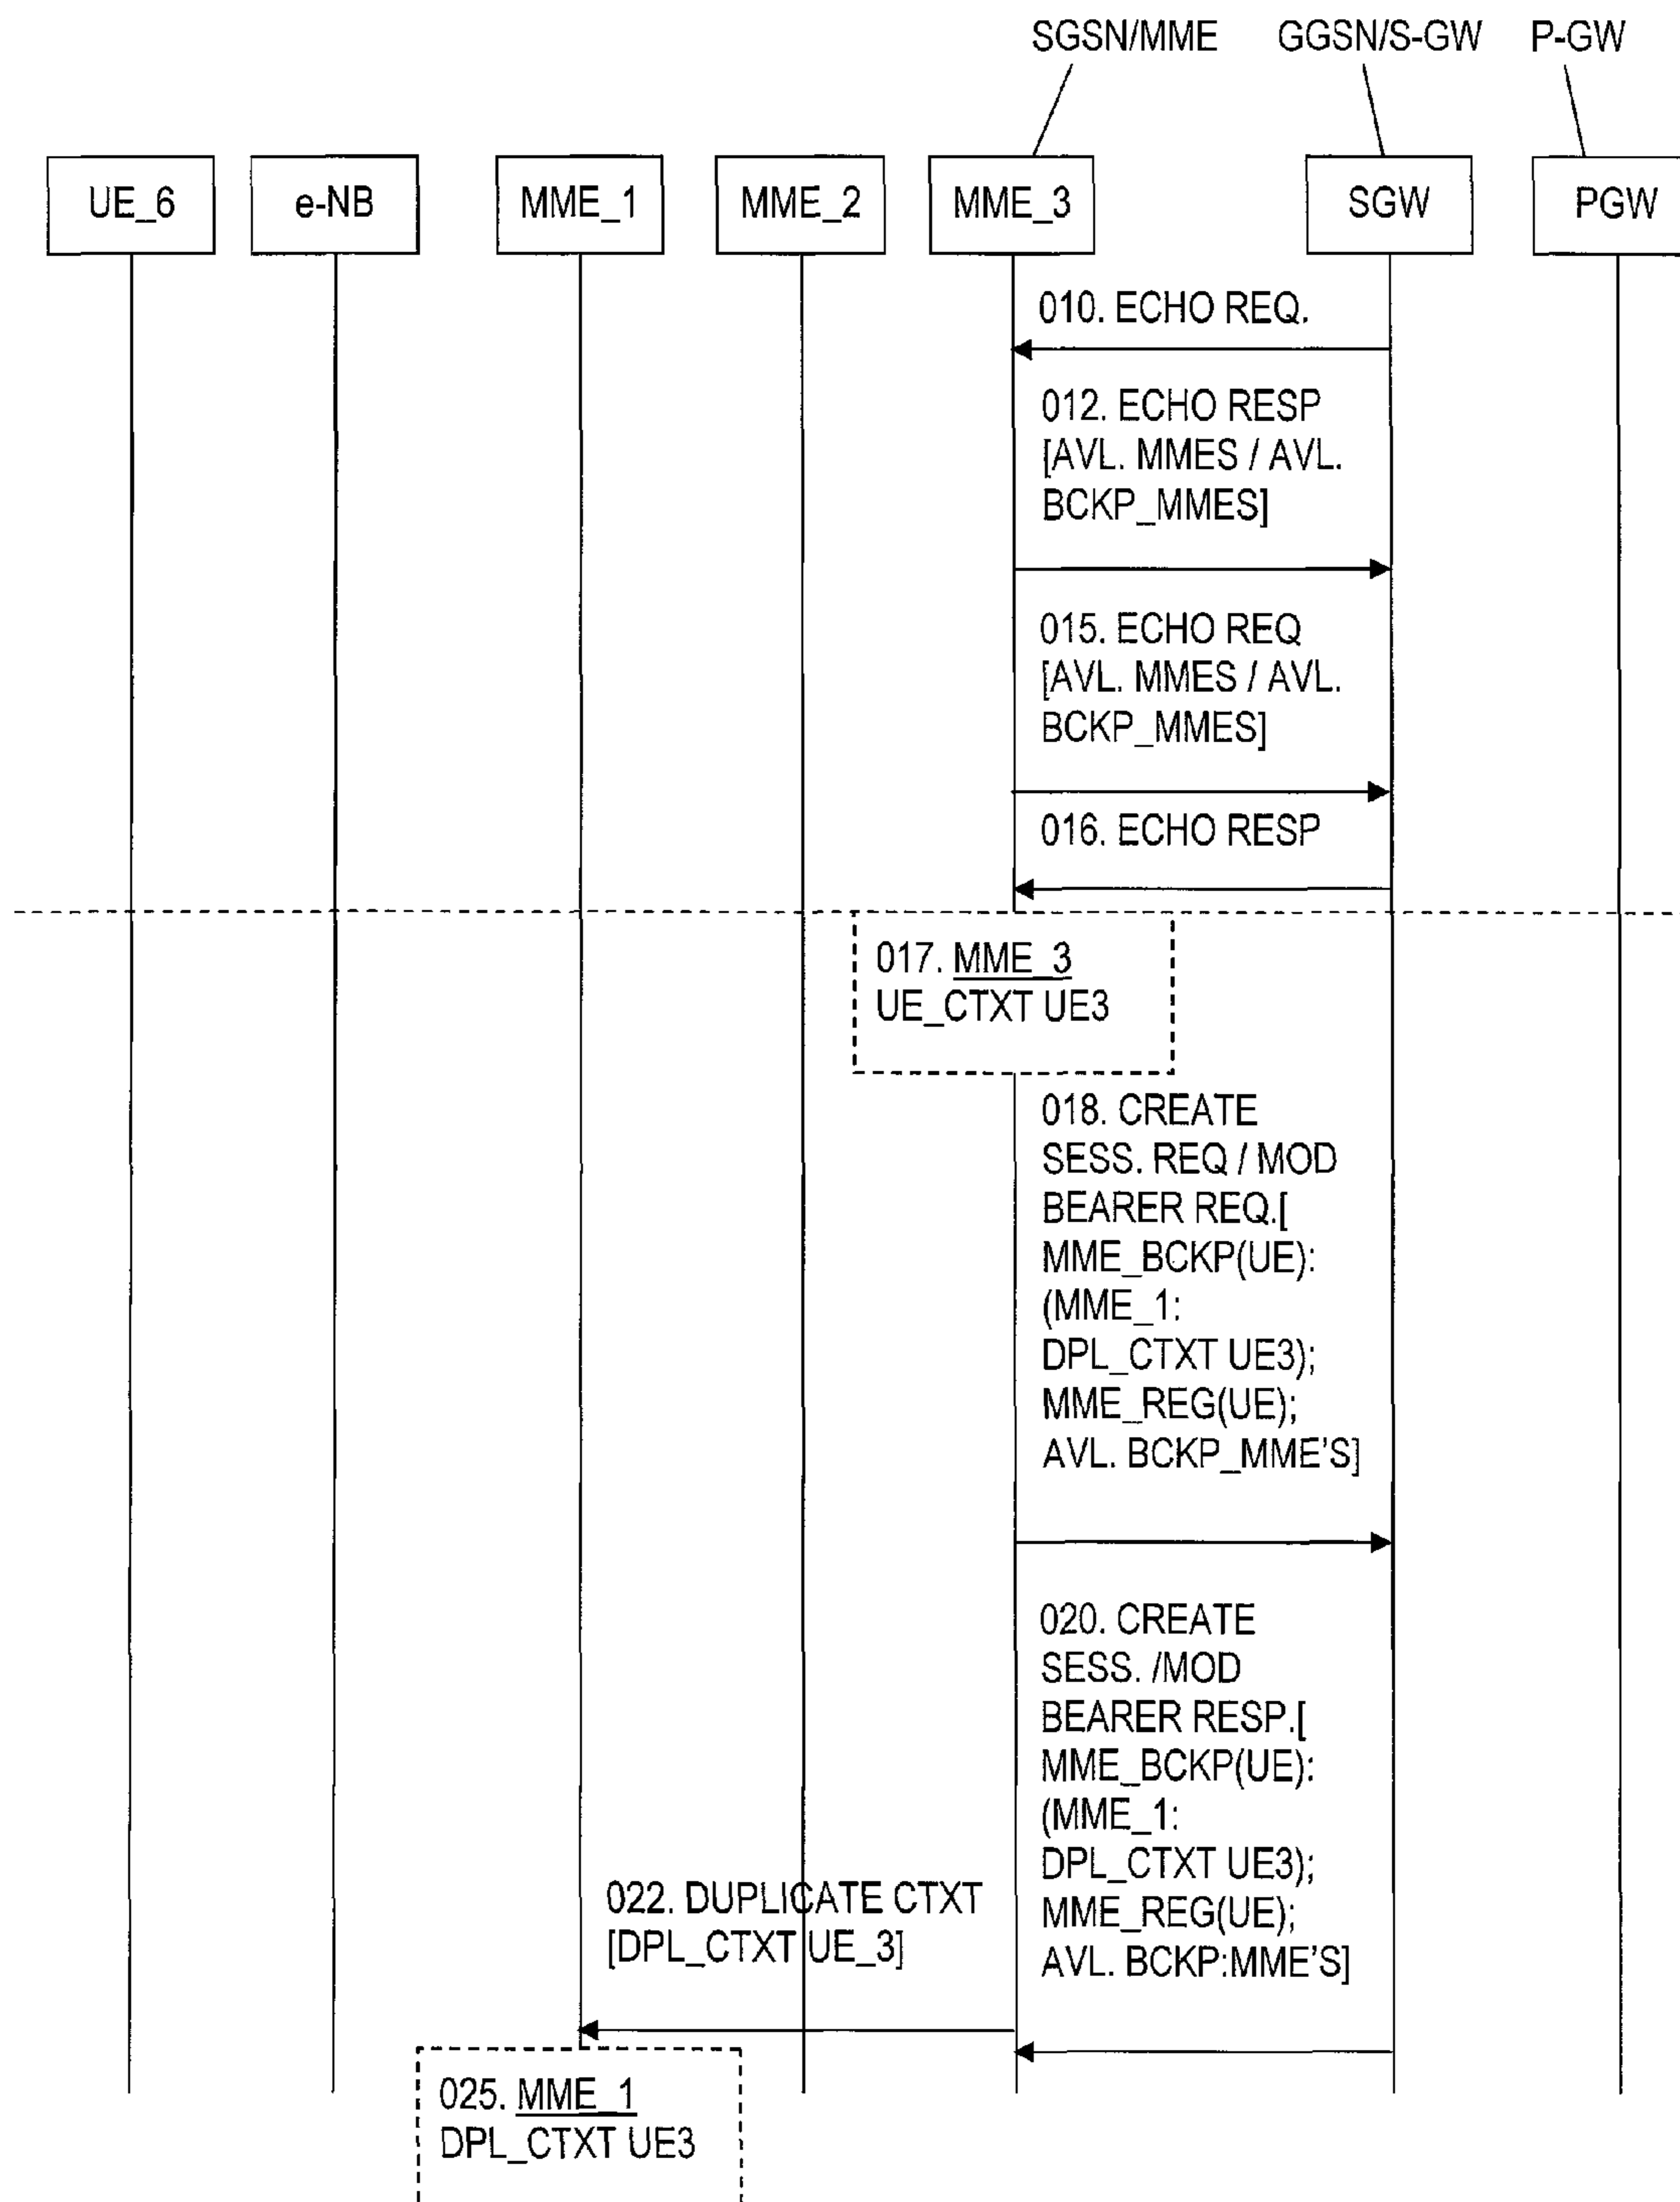 SGSN/MME GGSN/S-GW P-GW
UE_6 e-NB MME_1 MME_2 MME_3 SGW PGW
010. ECHO REQ.
012. ECHO RESP
[AVL. MMES / AVL.
BCKP_MMES]
015. ECHO REQ
[AVL. MMES / AVL.
BCKP_MMES]
016. ECHO RESP
017. MME_3
UE_CTXT UE3
018. CREATE
SESS. REQ / MOD
BEARER REQ.[
MME_BCKP(UE):
(MME_1:
DPL_CTXT UE3);
MME_REG(UE);
AVL. BCKP_MME'S]
020. CREATE
SESS. /MOD
BEARER RESP.[
MME_BCKP(UE):
(MME_1:
DPL_CTXT UE3);
MME_REG(UE);
AVL. BCKP:MME'S]
022. DUPLICATE CTXT
[DPL_CTXT UE_3]
025. MME_1
DPL_CTXT UE3